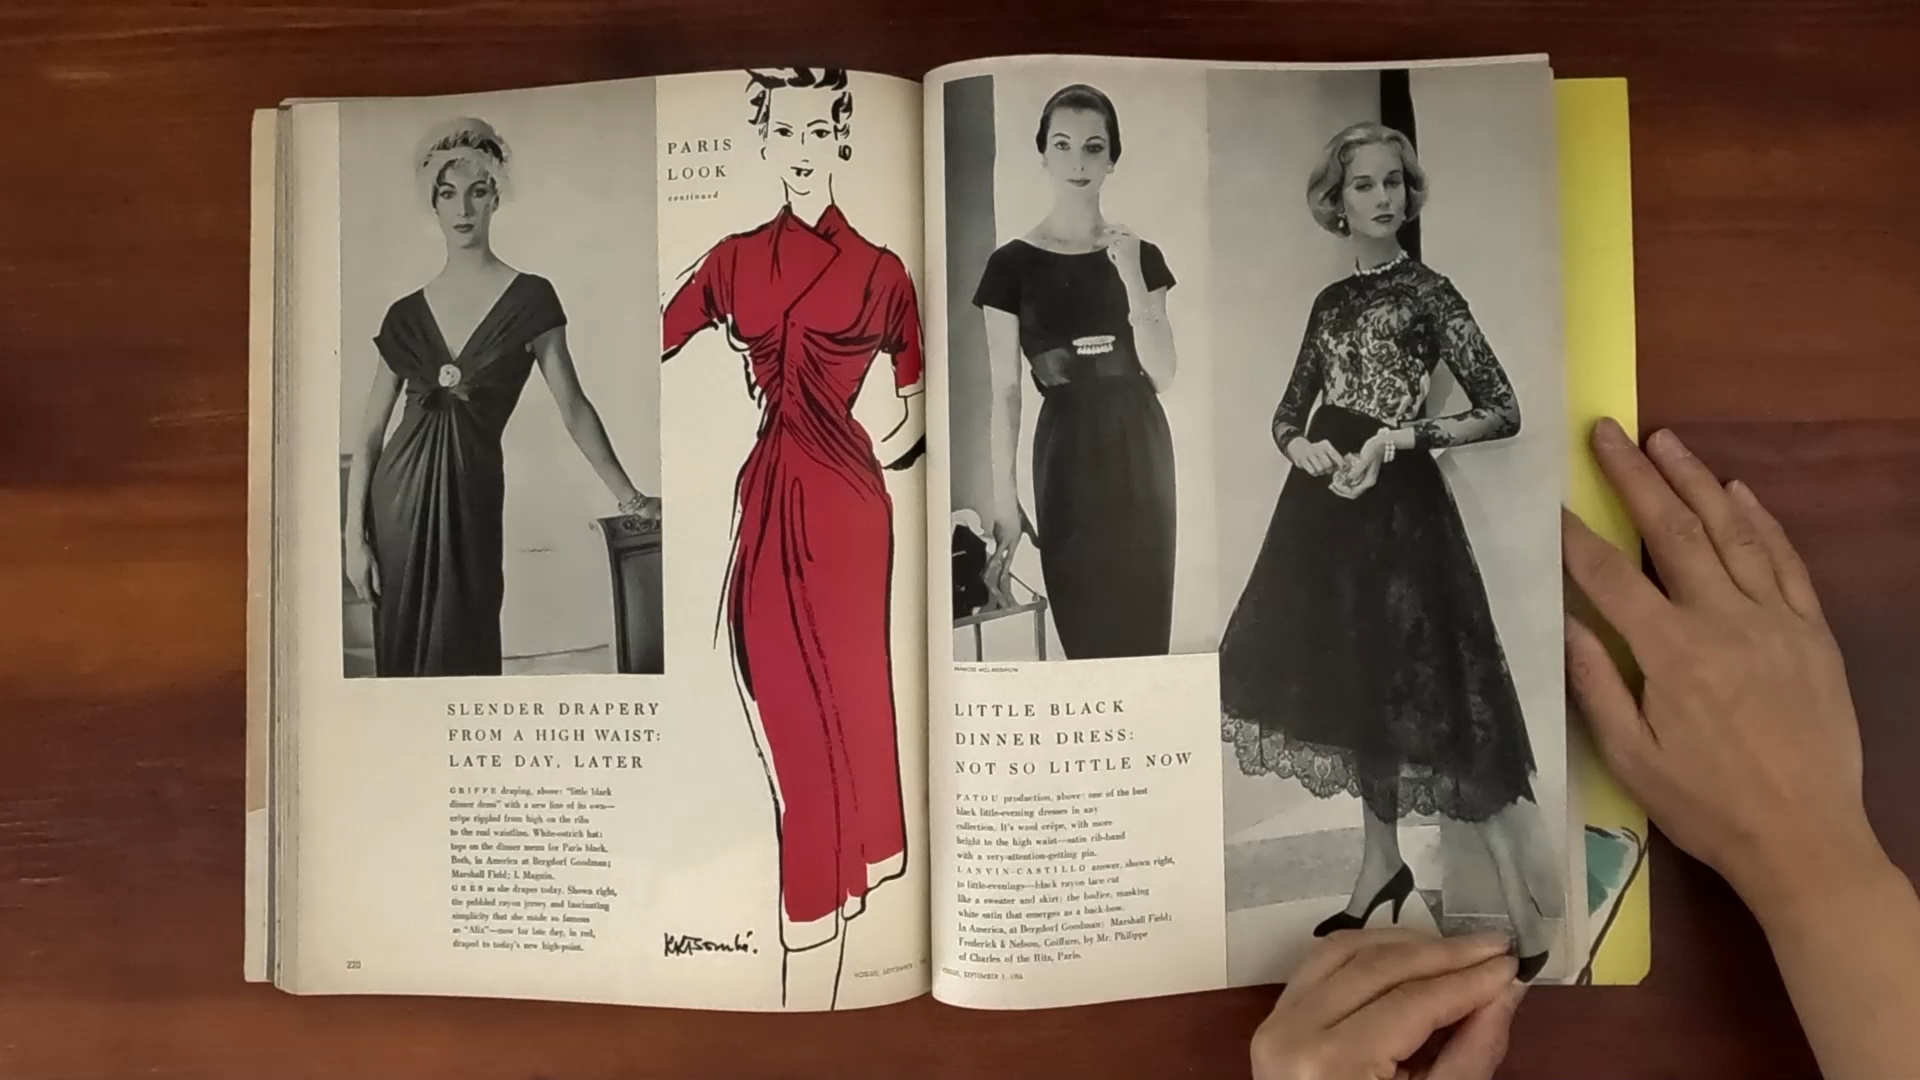 PARIS
LOOK
continued
SLENDER DRAPERY
FROM A HIGH WAIST:
LATE DAY, LATER
GRIFFE draping, above: "little black
dinner dress" with a new line of its own—
crêpe rippled from high on the ribs
to the real waistline. White-ostrich hat:
tops on the dinner menu for Paris black.
Both, in America at Bergdorf Goodman;
Marshall Field; I. Magnin.
GRÈS as she drapes today. Shown right,
the pebbled rayon jersey and fascinating
simplicity that she made so famous
as "Alix"—now for late day, in red,
draped to today's new high-point.
220
VOGUE, SEPTEMBER
LITTLE BLACK
DINNER DRESS:
NOT SO LITTLE NOW
PATOU production, above: one of the best
black little-evening dresses in any
collection. It's wool crêpe, with more
height to the high waist—satin rib-band
with a very-attention-getting pin.
LANVIN-CASTILLO answer, shown right,
to little-evenings—black rayon lace cut
like a sweater and skirt; the bodice, masking
white satin that emerges as a back-bow.
In America, at Bergdorf Goodman; Marshall Field;
Frederick & Nelson. Coiffure, by Mr. Philippe
of Charles of the Ritz, Paris.
VOGUE, SEPTEMBER 1,